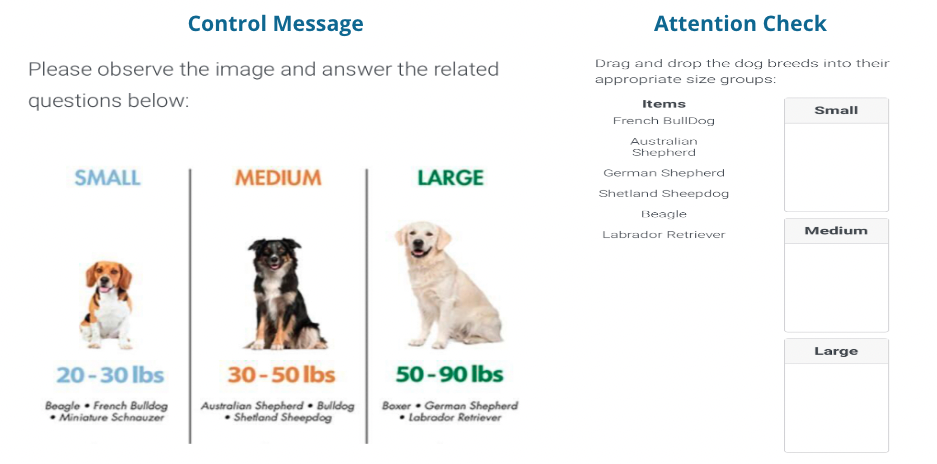 Control Message
Please observe the image and answer the related
questions below:
SMALL
MEDIUM
LARGE
20 - 30 lbs
30 - 50 lbs
50 - 90 lbs
Beagle • French Bulldog
• Miniature Schnauzer
Australian Shepherd • Bulldog
• Shetland Sheepdog
Boxer • German Shepherd
• Labrador Retriever
Attention Check
Drag and drop the dog breeds into their
appropriate size groups:
Items
French BullDog
Australian
Shepherd
German Shepherd
Shetland Sheepdog
Beagle
Labrador Retriever
Small
Medium
Large